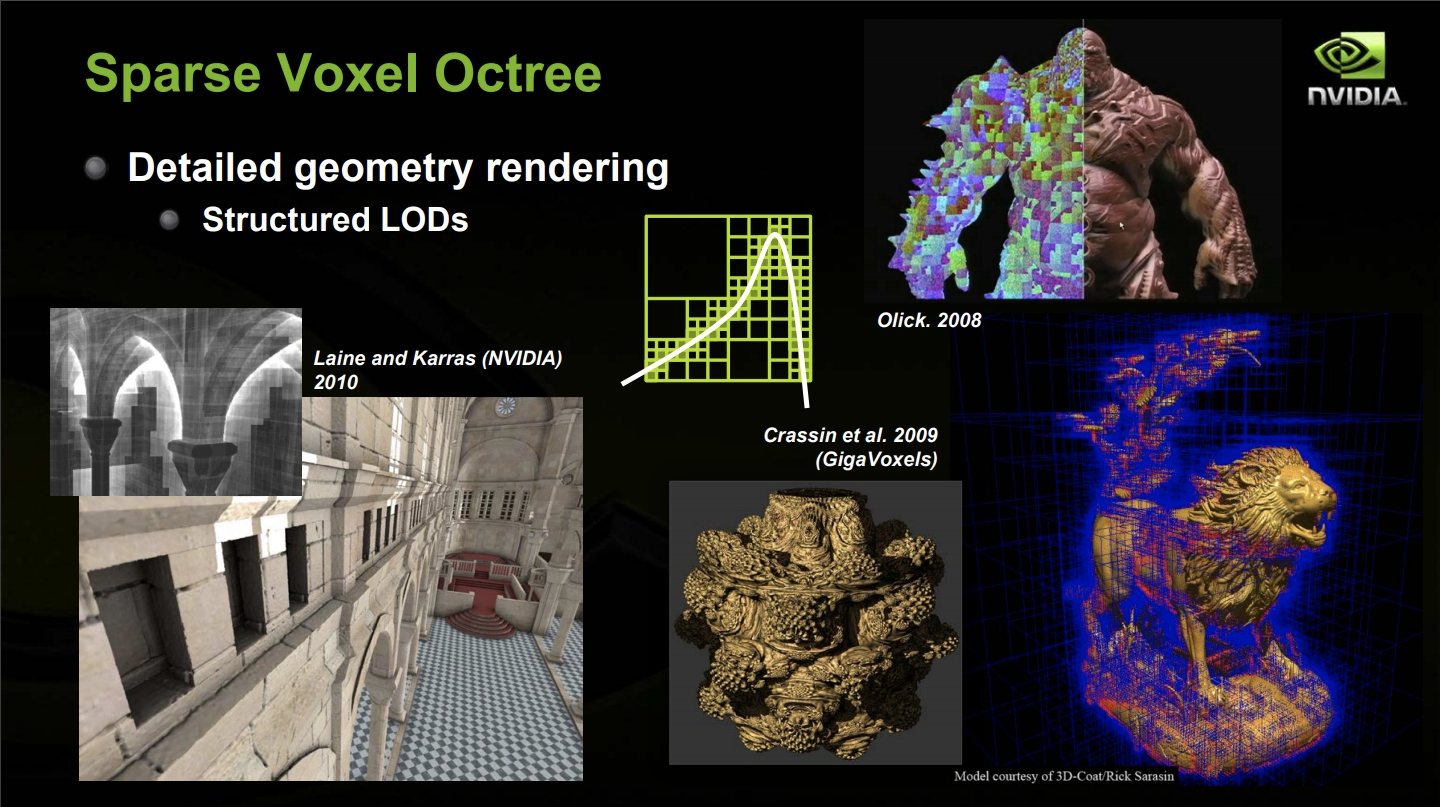 Sparse Voxel Octree
NVIDIA
Detailed geometry rendering
Structured LODs
Olick. 2008
Laine and Karras (NVIDIA)
2010
Crassin et al. 2009
(GigaVoxels)
Model courtesy of 3D-Coat/Rick Sarasin